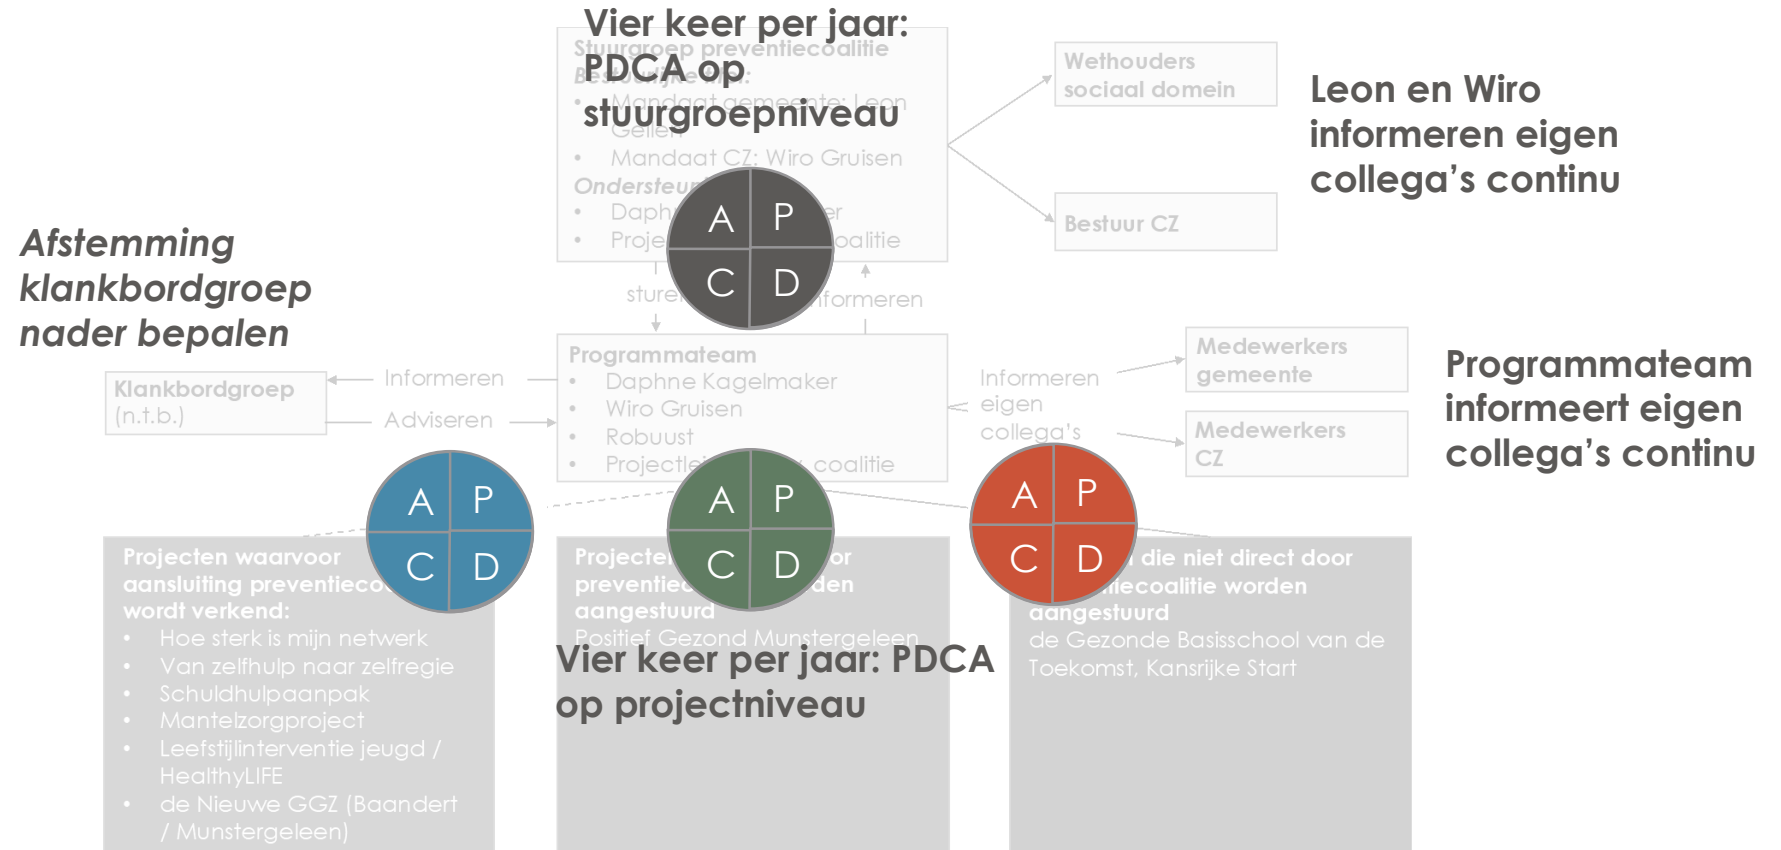 Vier keer per jaar:
PDCA op
stuurgroepniveau
Stuurgroep preventiecoalitie
• Mandaat gemeente: Leon
• Mandaat CZ: Wiro Gruisen
•
•
A P
C D
Wethouders
sociaal domein
Bestuur CZ
Leon en Wiro
informeren eigen
collega’s continu
Afstemming
klankbordgroep
nader bepalen
Klankbordgroep
(n.t.b.)
Informeren
Adviseren
Programmateam
• Daphne Kagelmaker
• Wiro Gruisen
• Robuust
• coalitie
Informeren
eigen
collega's
Medewerkers
gemeente
Medewerkers
CZ
Programmateam
informeert eigen
collega’s continu
A P
C D
A P
C D
A P
C D
Projecten waarvoor
aansluiting
wordt verkend:
• Hoe sterk is mijn netwerk
• Van zelfhulp naar zelfregie
• Schuldhulpaanpak
• Mantelzorgproject
• Leefstijlinterventie jeugd /
HealthyLIFE
• de Nieuwe GGZ (Baandert
/ Munstergeleen)
aangestuurd
Positief Gezond Munstergeleen
Vier keer per jaar: PDCA
op projectniveau
die niet direct door
worden
aangestuurd
de Gezonde Basisschool van de
Toekomst, Kansrijke Start